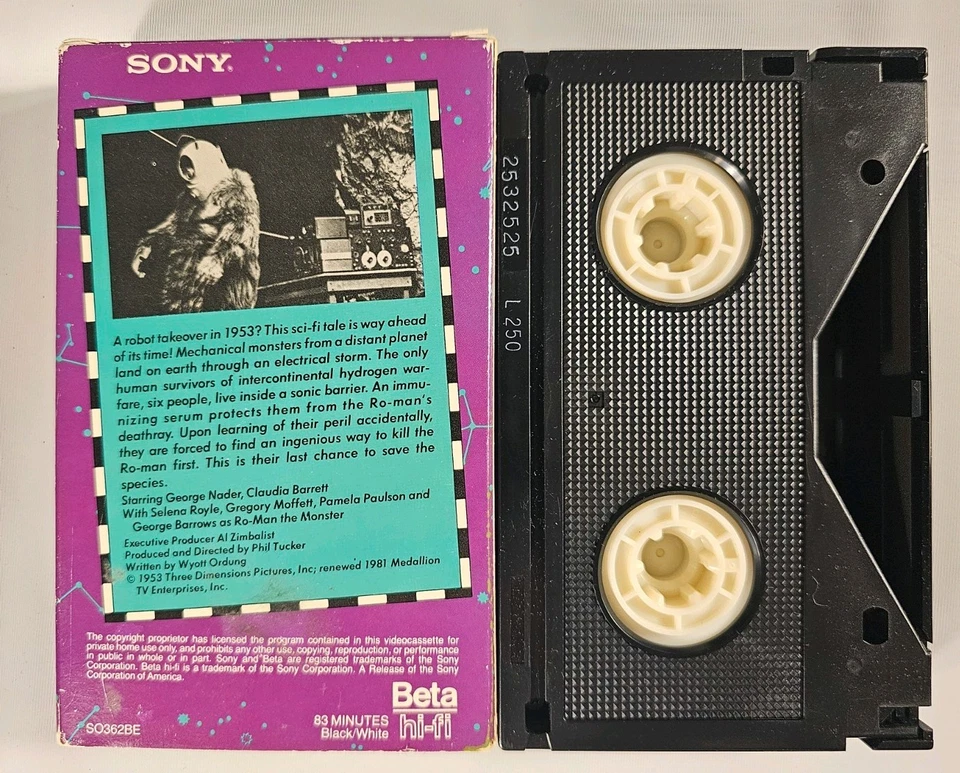 SONY®
A robot takeover in 1953? This sci-fi tale is way ahead
of its time! Mechanical monsters from a distant planet
land on earth through an electrical storm. The only
human survivors of intercontinental hydrogen war-
fare, six people, live inside a sonic barrier. An immu-
nizing serum protects them from the Ro-man's
deathray. Upon learning of their peril accidentally,
they are forced to find an ingenious way to kill the
Ro-man first. This is their last chance to save the
species.
Starring George Nader, Claudia Barrett
With Selena Royle, Gregory Moffett, Pamela Paulson and
George Barrows as Ro-Man the Monster
Executive Producer Al Zimbalist
Produced and Directed by Phil Tucker
Written by Wyott Ordung
© 1953 Three Dimensions Pictures, Inc; renewed 1981 Medallion
TV Enterprises, Inc.
The copyright proprietor has licensed the program contained in this videocassette for
private home use only, and prohibits any other use, copying, reproduction, or performance
in public in whole or in part. Sony and Beta are registered trademarks of the Sony
Corporation. Beta hi-fi is a trademark of the Sony Corporation. A Release of the Sony
Corporation of America.
SO362BE
83 MINUTES
Black/White
Beta
hi-fi
2532525 L 250